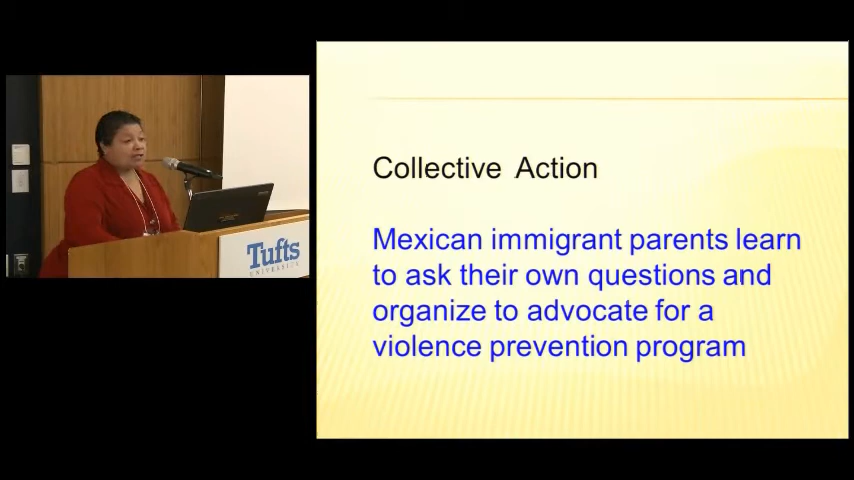 Collective Action
Mexican immigrant parents learn
to ask their own questions and
organize to advocate for a
violence prevention program
Tufts
UNIVERSITY